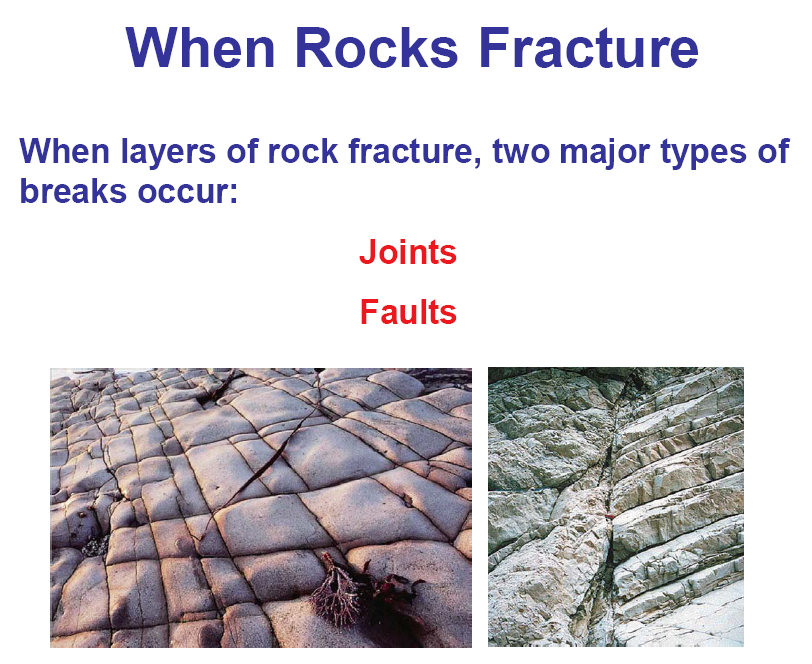 When Rocks Fracture
When layers of rock fracture, two major types of
breaks occur:
Joints
Faults